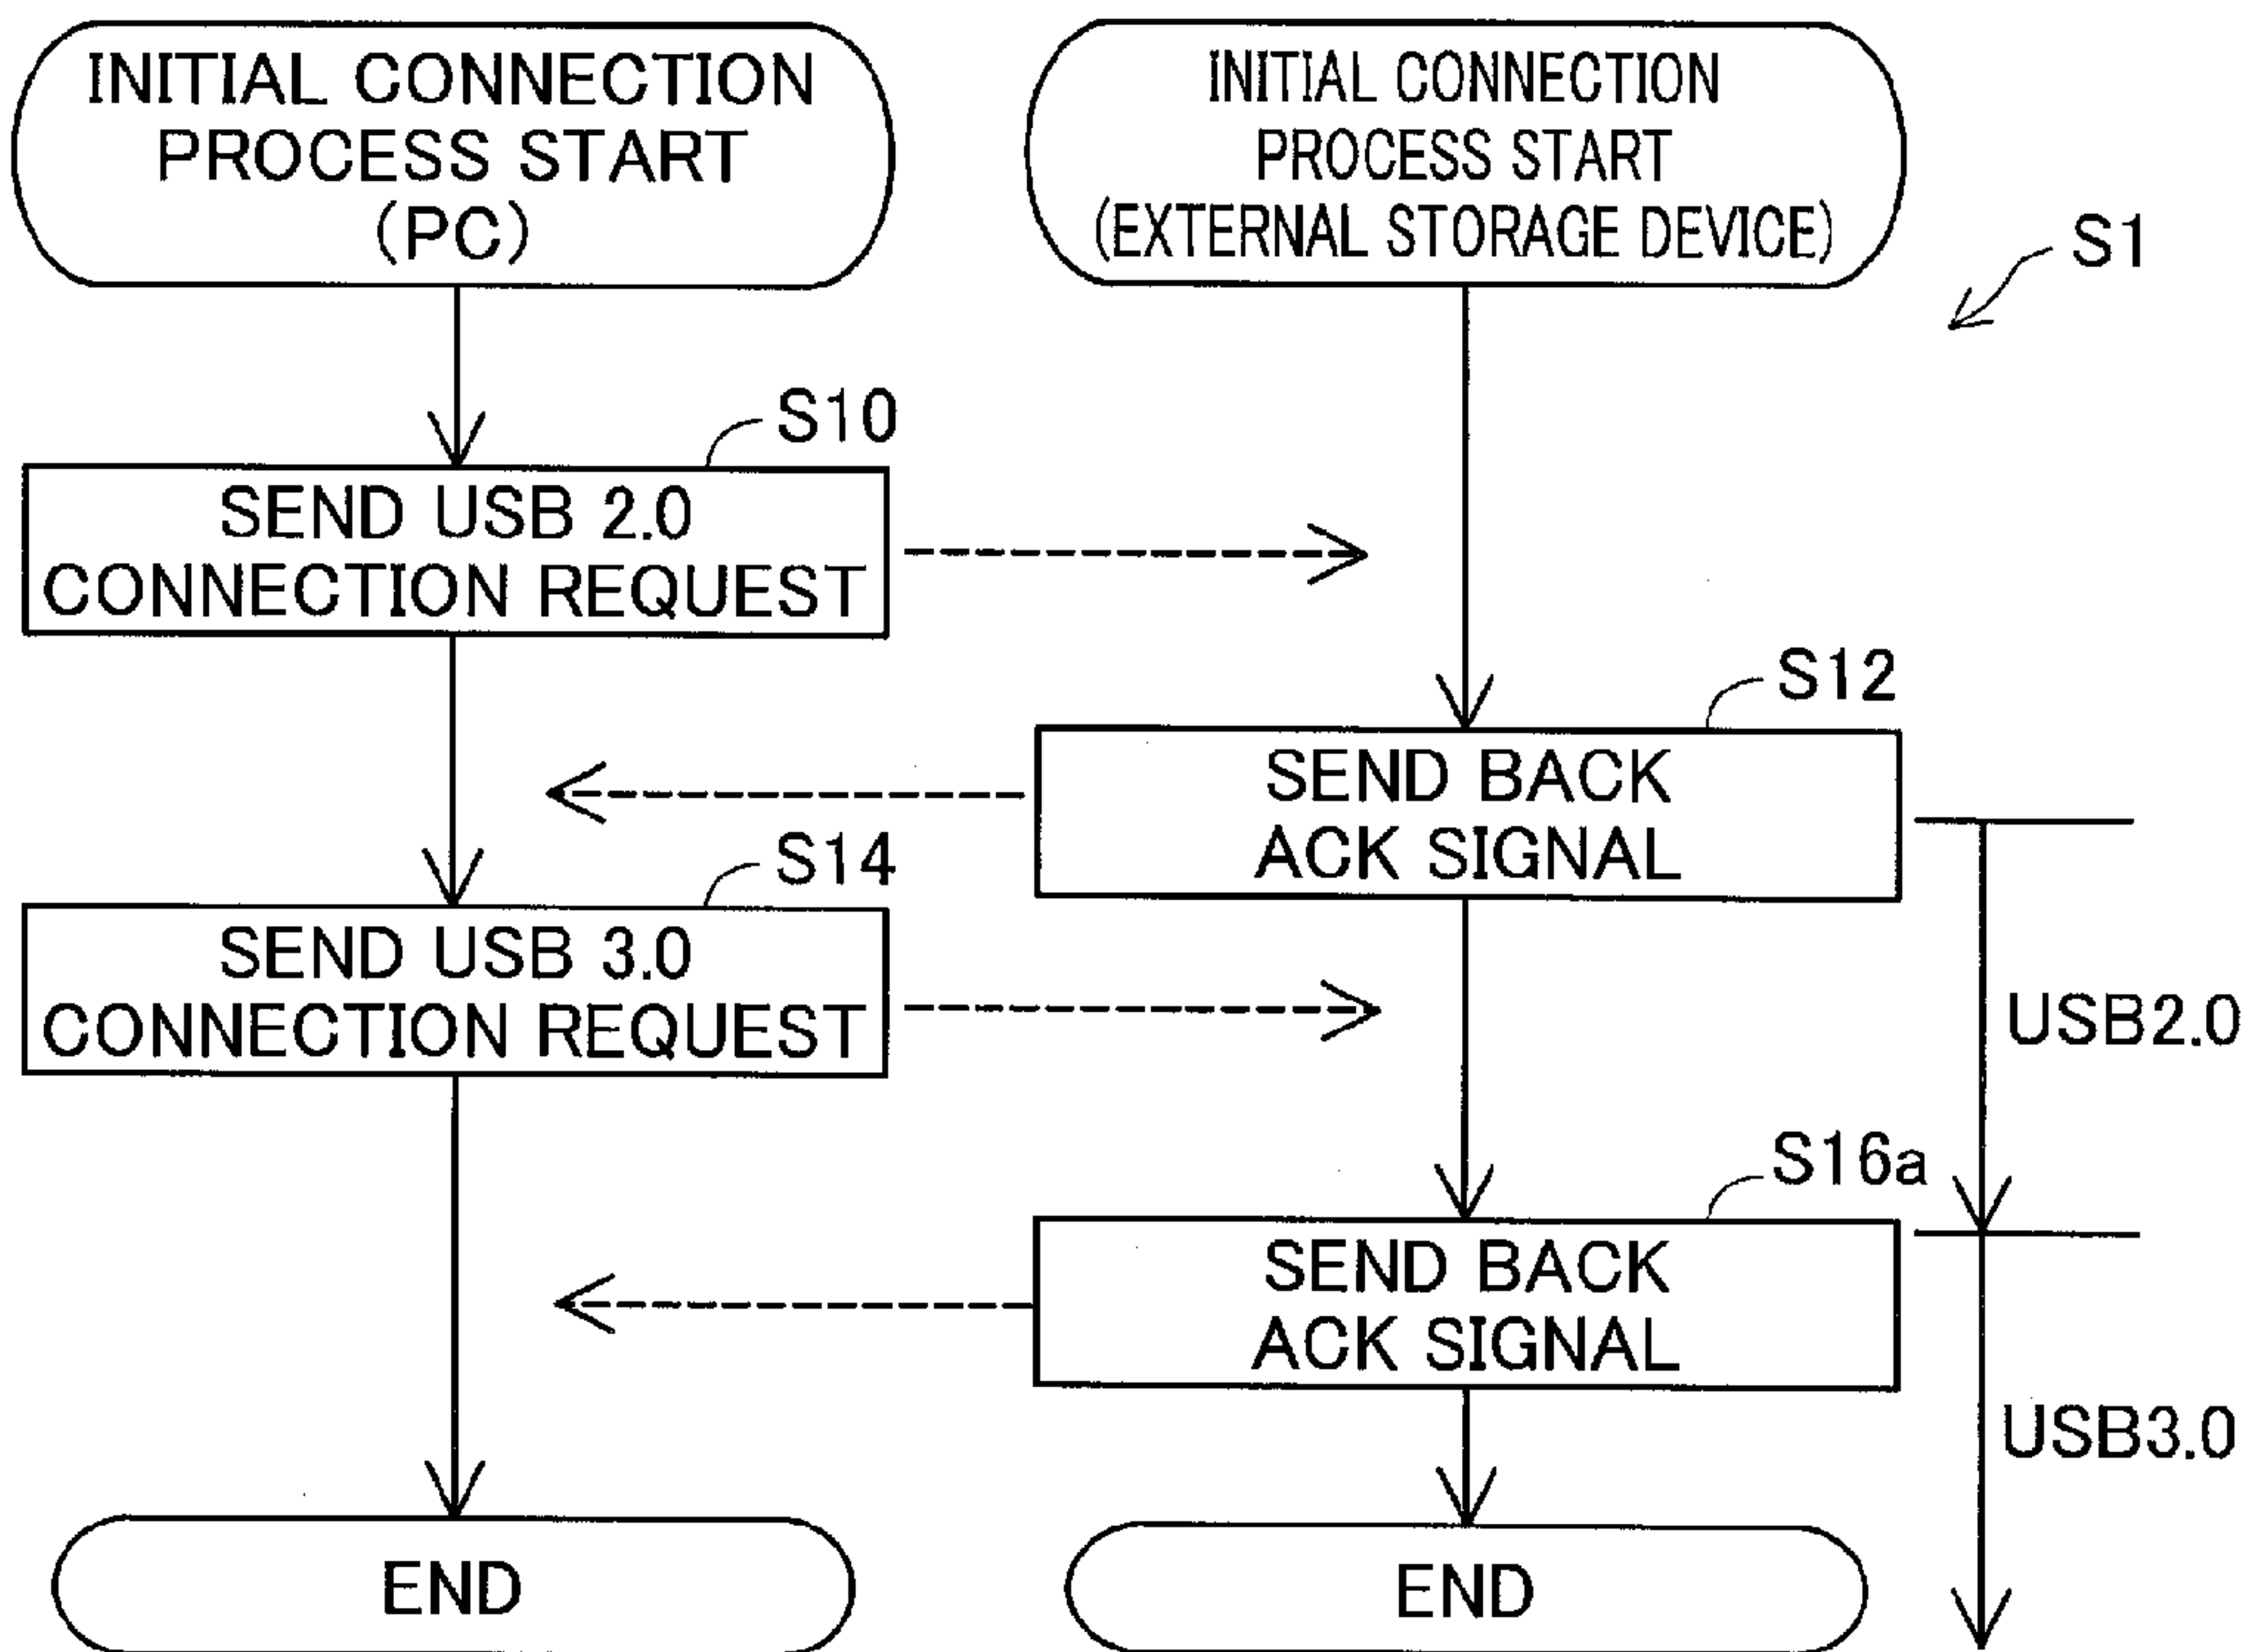 INITIAL CONNECTION
PROCESS START
(PC)
INITIAL CONNECTION
PROCESS START
(EXTERNAL STORAGE DEVICE)
S1
S10
SEND USB 2.0
CONNECTION REQUEST
S12
SEND BACK
ACK SIGNAL
S14
SEND USB 3.0
CONNECTION REQUEST
USB2.0
S16a
SEND BACK
ACK SIGNAL
USB3.0
END
END